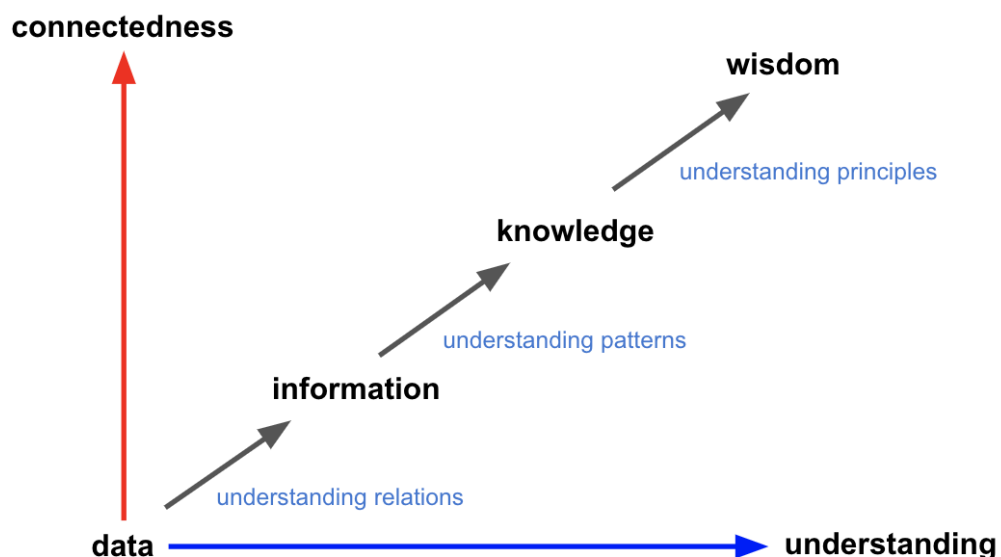 connectedness
wisdom
understanding principles
knowledge
understanding patterns
information
understanding relations
data
understanding